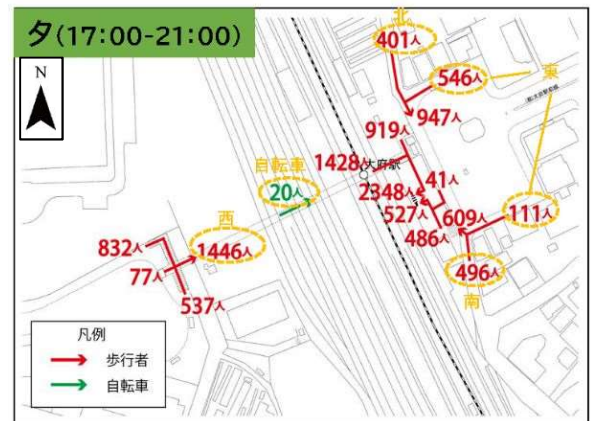 夕(17:00-21:00)
N
北
401人
546人
東
947人
919人
1428人
大府駅
自転車
20人
2348人
41人
527人
486人
609人
111人
496人
南
西
832人
1446人
77人
537人
凡例
歩行者
自転車